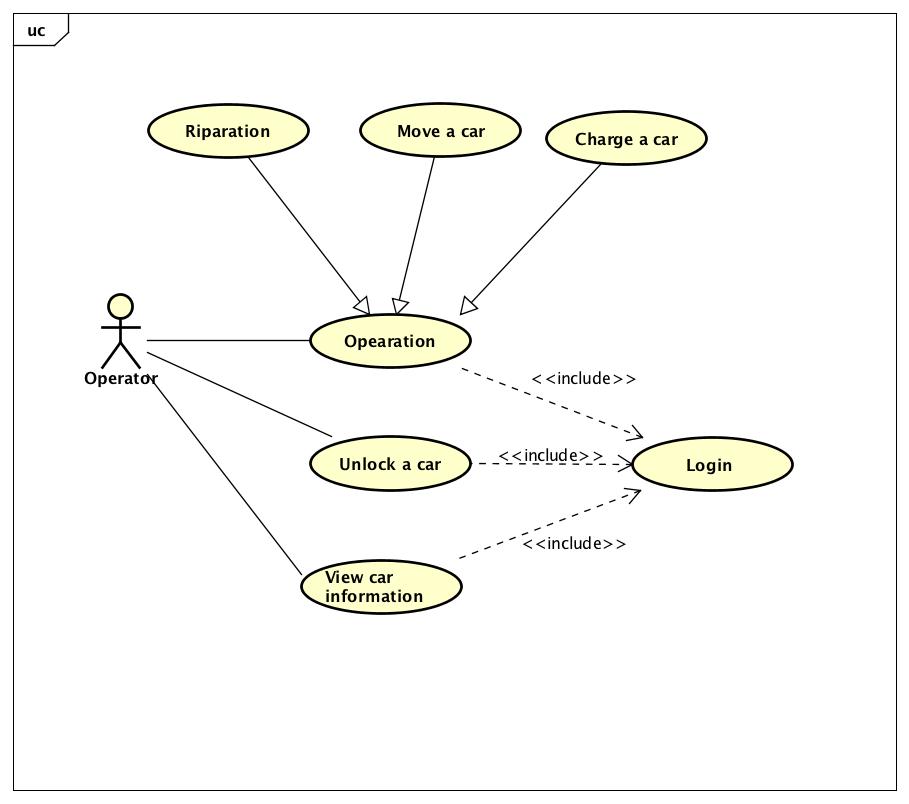 uc
Riparation
Move a car
Charge a car
Operator
Opearation
<<include>>
Unlock a car
<<include>>
Login
<<include>>
View car
information